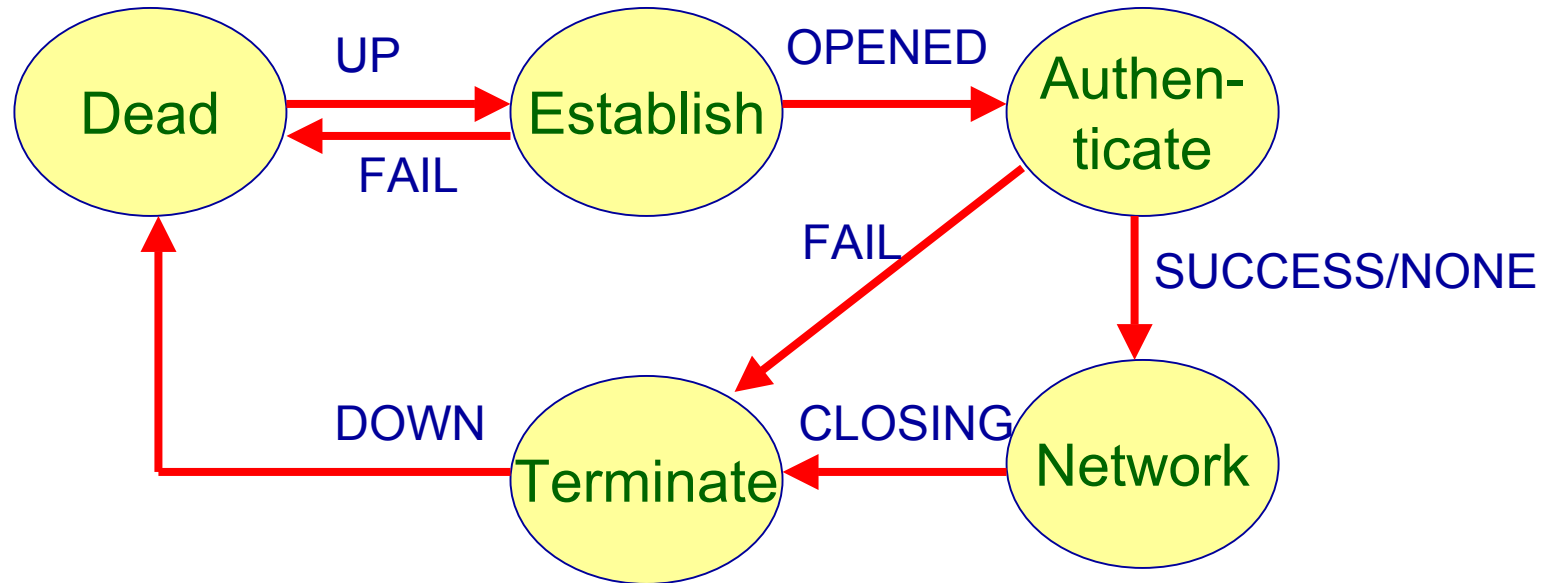 UP
OPENED
Dead
Establish
Authen-
ticate
FAIL
FAIL
SUCCESS/NONE
DOWN
CLOSING
Terminate
Network